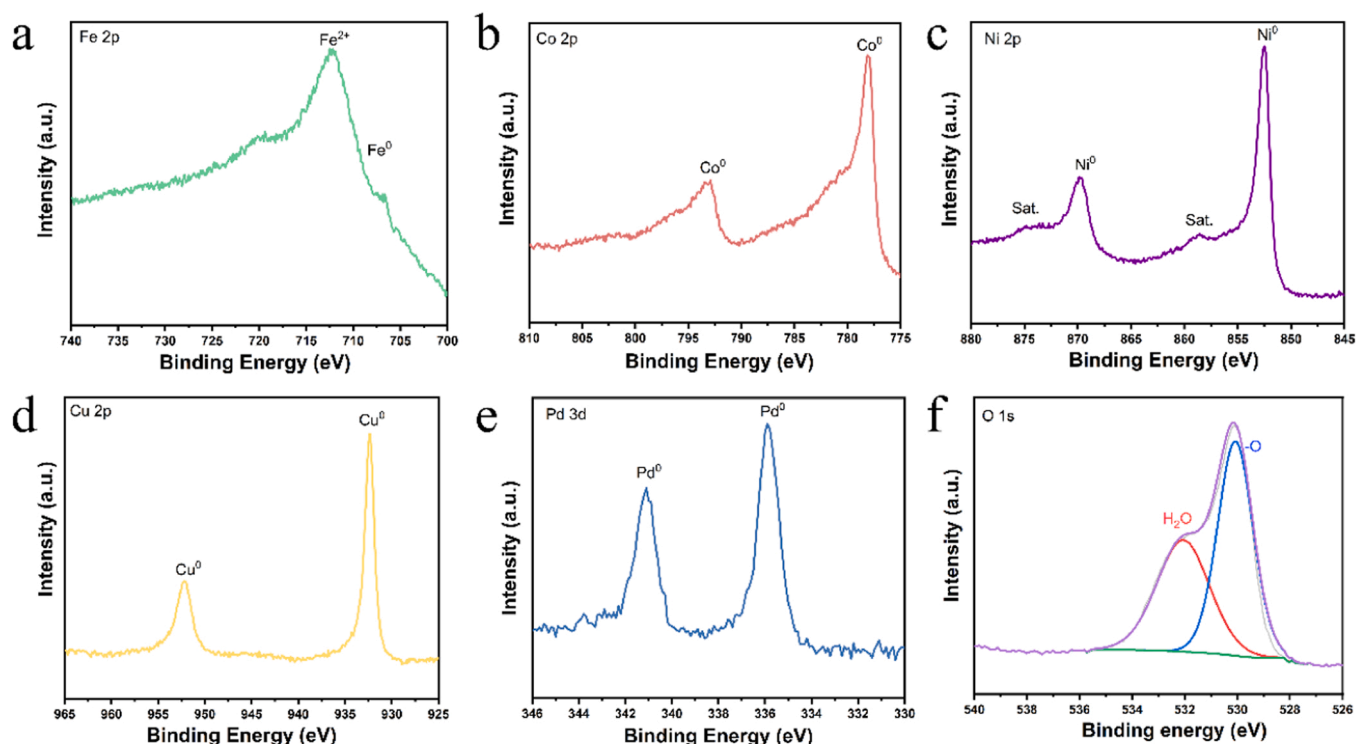 a
Fe 2p
Fe²⁺
Fe⁰
Intensity (a.u.)
740 735 730 725 720 715 710 705 700
Binding Energy (eV)
b
Co 2p
Co⁰
Co⁰
Intensity (a.u.)
810 805 800 795 790 785 780 775
Binding Energy (eV)
c
Ni 2p
Ni⁰
Ni⁰
Sat.
Sat.
Intensity (a.u.)
880 875 870 865 860 855 850 845
Binding Energy (eV)
d
Cu 2p
Cu⁰
Cu⁰
Intensity (a.u.)
965 960 955 950 945 940 935 930 925
Binding Energy (eV)
e
Pd 3d
Pd⁰
Pd⁰
Intensity (a.u.)
346 344 342 340 338 336 334 332 330
Binding Energy (eV)
f
O 1s
-O
H₂O
Intensity (a.u.)
540 538 536 534 532 530 528 526
Binding energy (eV)